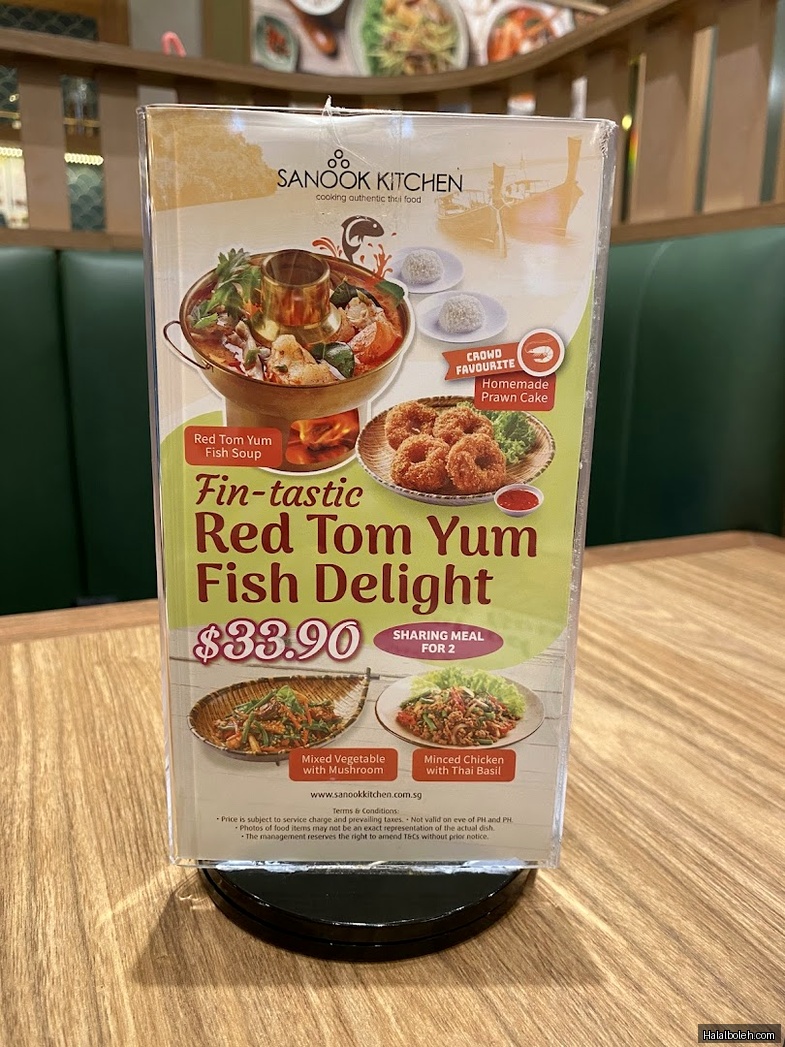 SANOOK KITCHEN
cooking authentic thai food
CROWD
FAVOURITE
Homemade
Prawn Cake
Red Tom Yum
Fish Soup
Fin-tastic
Red Tom Yum
Fish Delight
$33.90
SHARING MEAL
FOR 2
Mixed Vegetable
with Mushroom
Minced Chicken
with Thai Basil
www.sanookkitchen.com.sg
Terms & Conditions:
• Price is subject to service charge and prevailing taxes. • Not valid on eve of PH and PH.
• Photos of food items may not be an exact representation of the actual dish.
• The management reserves the right to amend T&Cs without prior notice.
Halalboleh.com